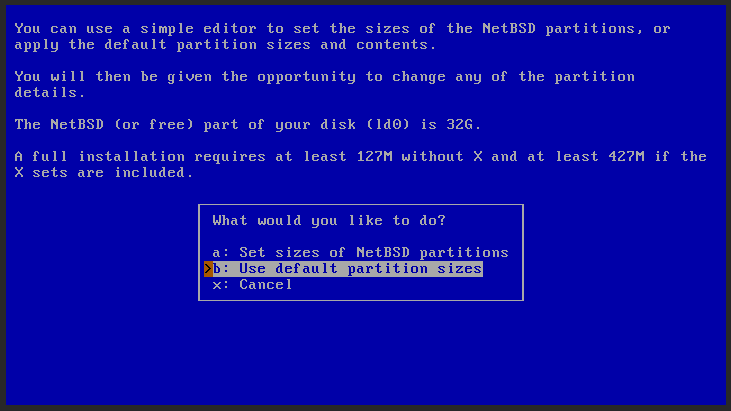 You can use a simple editor to set the sizes of the NetBSD partitions, or
apply the default partition sizes and contents.
You will then be given the opportunity to change any of the partition
details.
The NetBSD (or free) part of your disk (ld0) is 32G.
A full installation requires at least 127M without X and at least 427M if the
X sets are included.
What would you like to do?
a: Set sizes of NetBSD partitions
>b: Use default partition sizes
x: Cancel